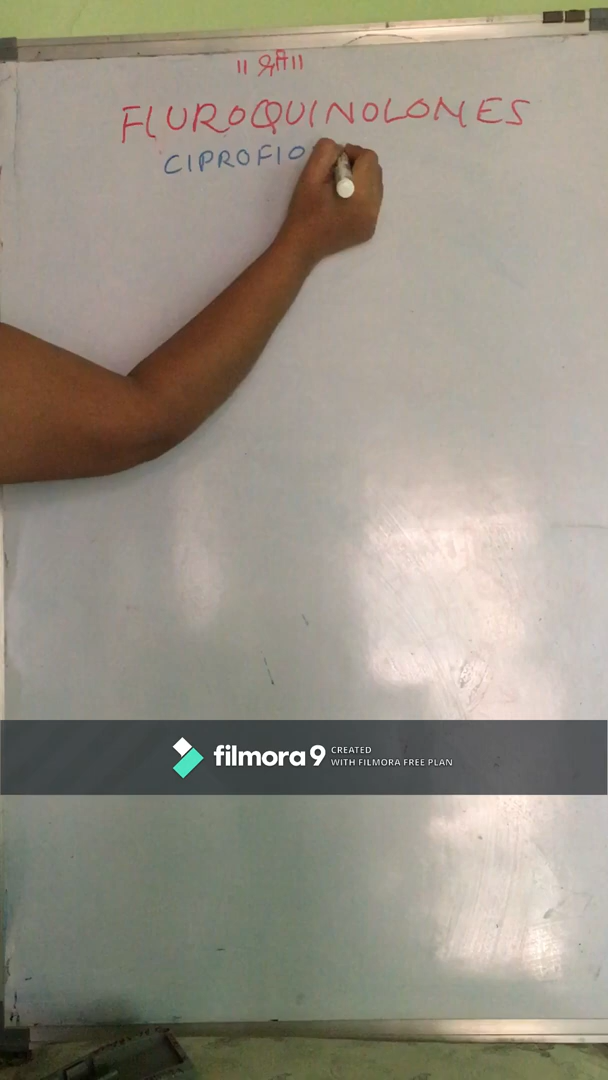 ॥ श्री ॥
FLUROQUINOLONES
CIPROFLO
filmora 9 CREATED
WITH FILMORA FREE PLAN